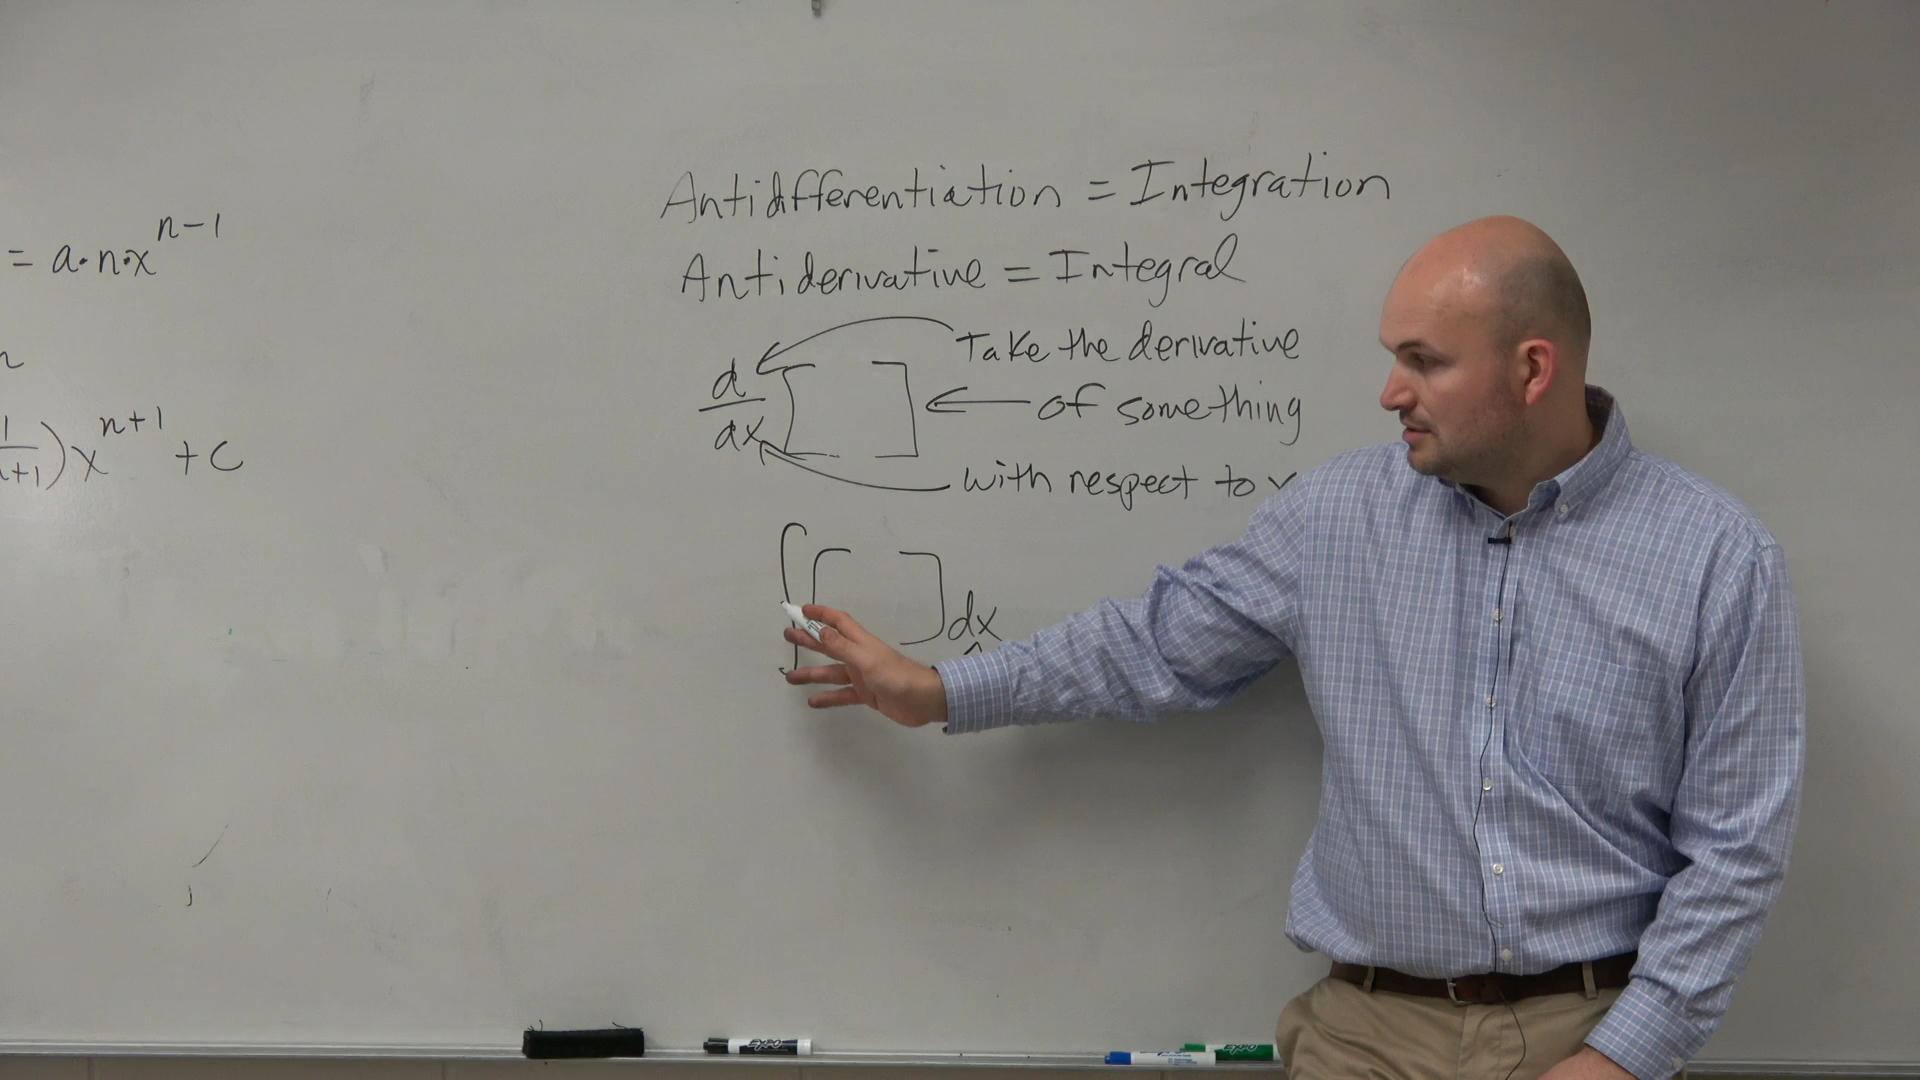 = a·n·x^{n-1}
n
1/n+1) x^{n+1} + C
Antidifferentiation = Integration
Antiderivative = Integral
d/dx [ ] Take the derivative
of something
with respect to
∫ [ ] dx
EXPO
EXPO